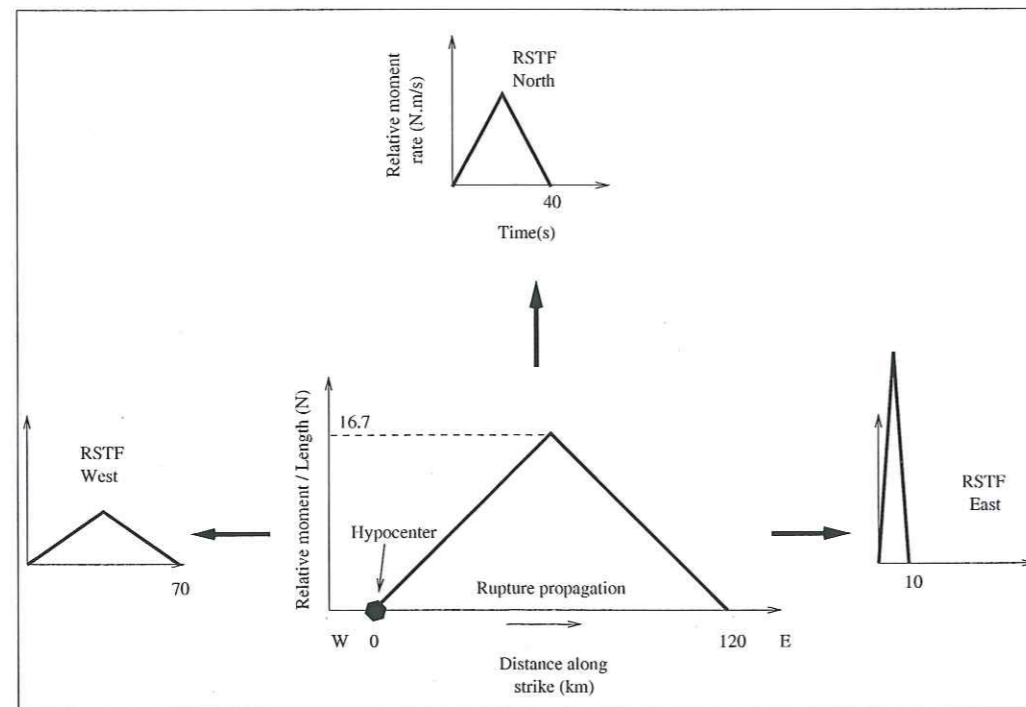 RSTF
North
Relative moment
rate (N.m/s)
40
Time(s)
RSTF
West
70
Relative moment / Length (N)
16.7
Hypocenter
Rupture propagation
W 0 120 E
Distance along
strike (km)
RSTF
East
10